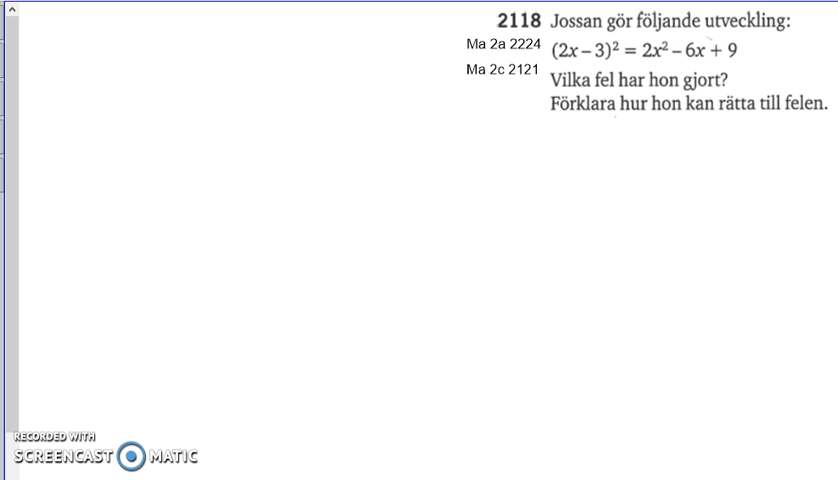 2118 Jossan gör följande utveckling:
Ma 2a 2224 (2x – 3)² = 2x² – 6x + 9
Ma 2c 2121
Vilka fel har hon gjort?
Förklara hur hon kan rätta till felen.
RECORDED WITH
SCREENCAST MATIC